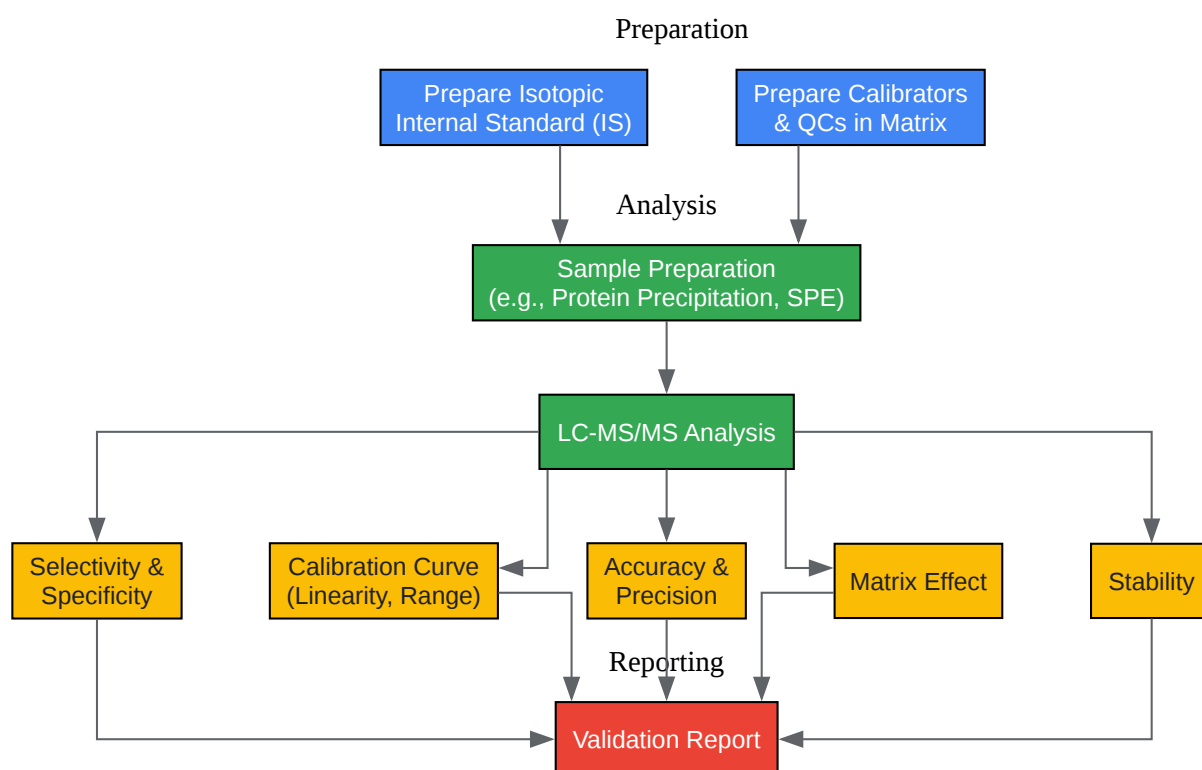 Preparation
Prepare Isotopic
Internal Standard (IS)
Prepare Calibrators
& QCs in Matrix
Analysis
Sample Preparation
(e.g., Protein Precipitation, SPE)
LC-MS/MS Analysis
Selectivity &
Specificity
Calibration Curve
(Linearity, Range)
Accuracy &
Precision
Matrix Effect
Stability
Reporting
Validation Report